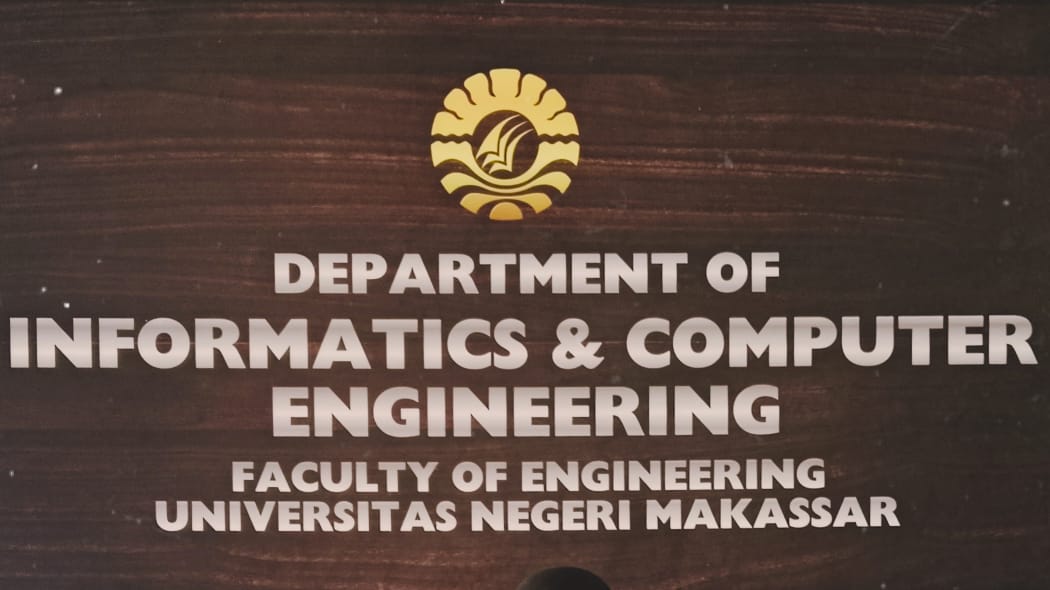 DEPARTMENT OF
INFORMATICS & COMPUTER
ENGINEERING
FACULTY OF ENGINEERING
UNIVERSITAS NEGERI MAKASSAR